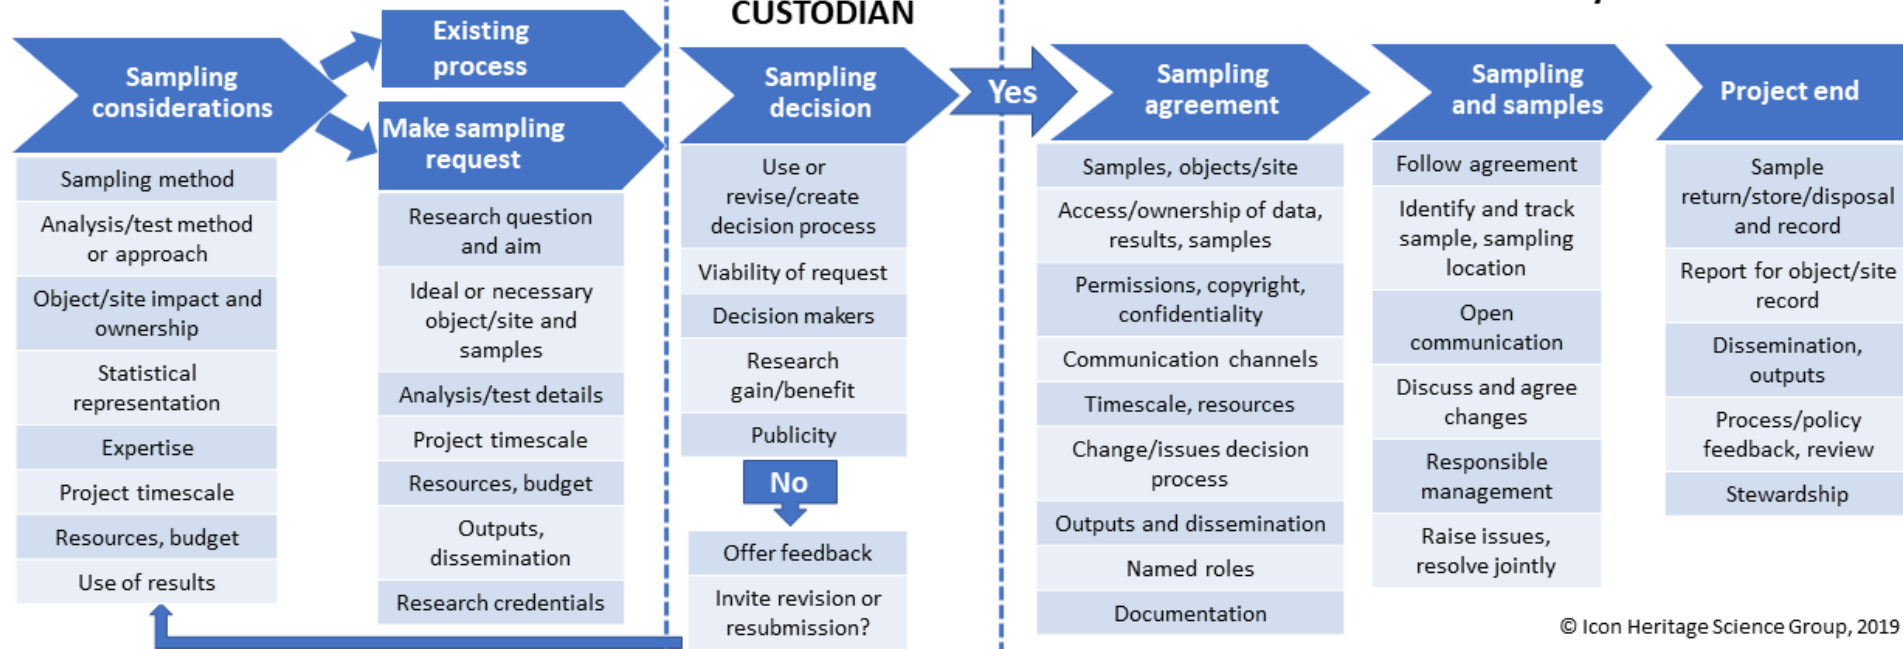 CUSTODIAN
Sampling
considerations
Sampling method
Analysis/test method
or approach
Object/site impact and
ownership
Statistical
representation
Expertise
Project timescale
Resources, budget
Use of results
Existing
process
Make sampling
request
Research question
and aim
Ideal or necessary
object/site and
samples
Analysis/test details
Project timescale
Resources, budget
Outputs,
dissemination
Research credentials
Sampling
decision
Use or
revise/create
decision process
Viability of request
Decision makers
Research
gain/benefit
Publicity
No
Offer feedback
Invite revision or
resubmission?
Yes
Sampling
agreement
Samples, objects/site
Access/ownership of data,
results, samples
Permissions, copyright,
confidentiality
Communication channels
Timescale, resources
Change/issues decision
process
Outputs and dissemination
Named roles
Documentation
Sampling
and samples
Follow agreement
Identify and track
sample, sampling
location
Open
communication
Discuss and agree
changes
Responsible
management
Raise issues,
resolve jointly
Project end
Sample
return/store/disposal
and record
Report for object/site
record
Dissemination,
outputs
Process/policy
feedback, review
Stewardship
© Icon Heritage Science Group, 2019